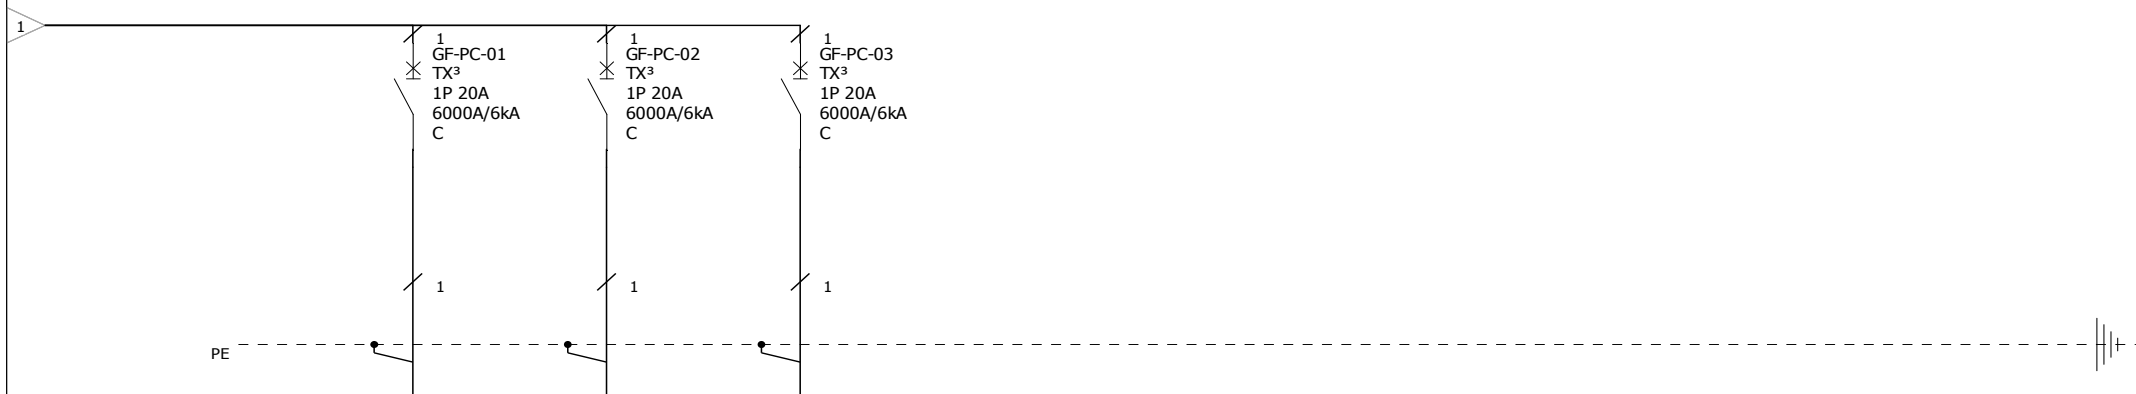 1
1
GF-PC-01
TX³
1P 20A
6000A/6kA
C
1
GF-PC-02
TX³
1P 20A
6000A/6kA
C
1
GF-PC-03
TX³
1P 20A
6000A/6kA
C
1
1
1
PE